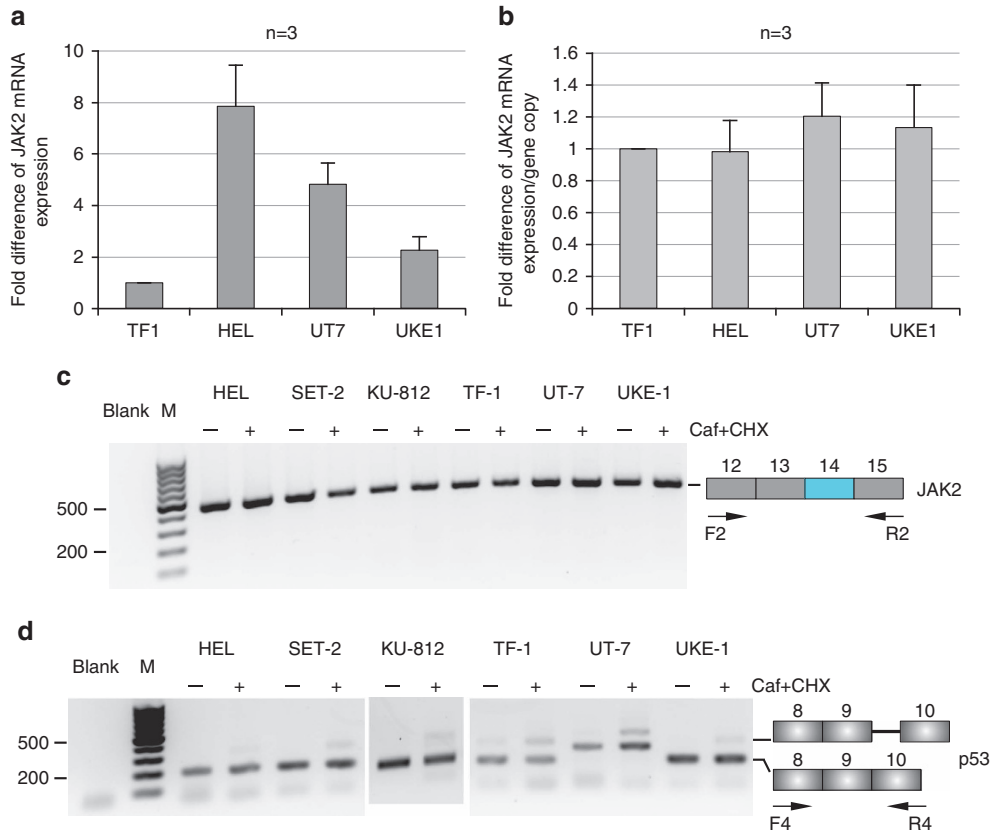 a
n=3
Fold difference of JAK2 mRNA
expression
10
8
6
4
2
0
TF1 HEL UT7 UKE1
b
n=3
Fold difference of JAK2 mRNA
expression/gene copy
1.6
1.4
1.2
1
0.8
0.6
0.4
0.2
0
TF1 HEL UT7 UKE1
c
HEL SET-2 KU-812 TF-1 UT-7 UKE-1
Blank M
– + – + – + – + – + – + Caf+CHX
500
200
12 13 14 15
JAK2
F2 R2
d
HEL SET-2 KU-812 TF-1 UT-7 UKE-1
Blank M
– + – + – + – + – + – + Caf+CHX
500
200
8 9 10
p53
8 9 10
F4 R4